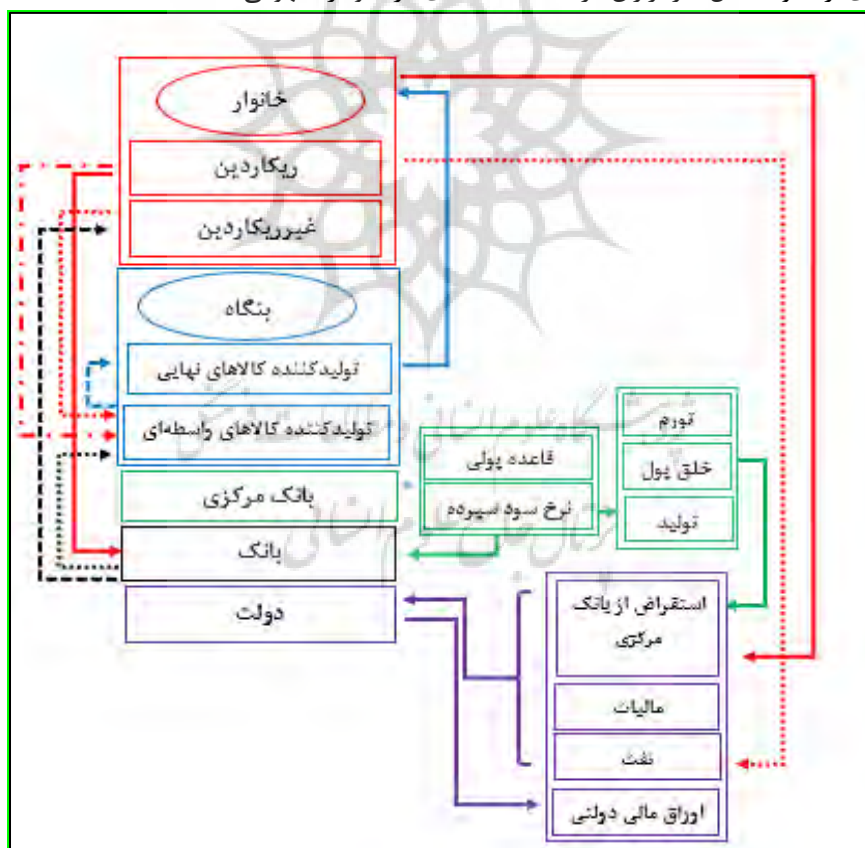 خانوار
ریکاردین
غیرریکاردین
بنگاه
تولیدکننده کالاهای نهایی
تولیدکننده کالاهای واسطه‌ای
بانک مرکزی
بانک
دولت
قاعده پولی
نرخ سود سپرده
تورم
خلق پول
تولید
استقراض از بانک
مرکزی
مالیات
نفت
اوراق مالی دولتی